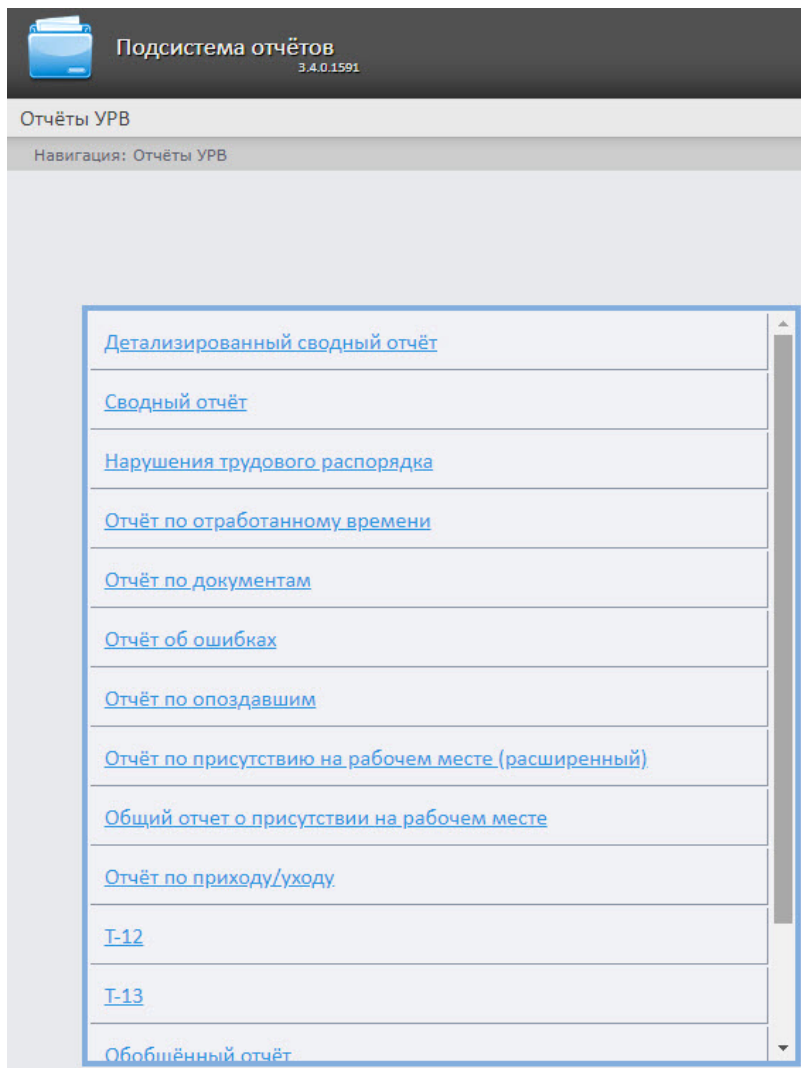 Подсистема отчётов
3.4.0.1591
Отчёты УРВ
Навигация: Отчёты УРВ
Детализированный сводный отчёт
Сводный отчёт
Нарушения трудового распорядка
Отчёт по отработанному времени
Отчёт по документам
Отчёт об ошибках
Отчёт по опоздавшим
Отчёт по присутствию на рабочем месте (расширенный)
Общий отчет о присутствии на рабочем месте
Отчёт по приходу/уходу
Т-12
Т-13
Обобщённый отчёт